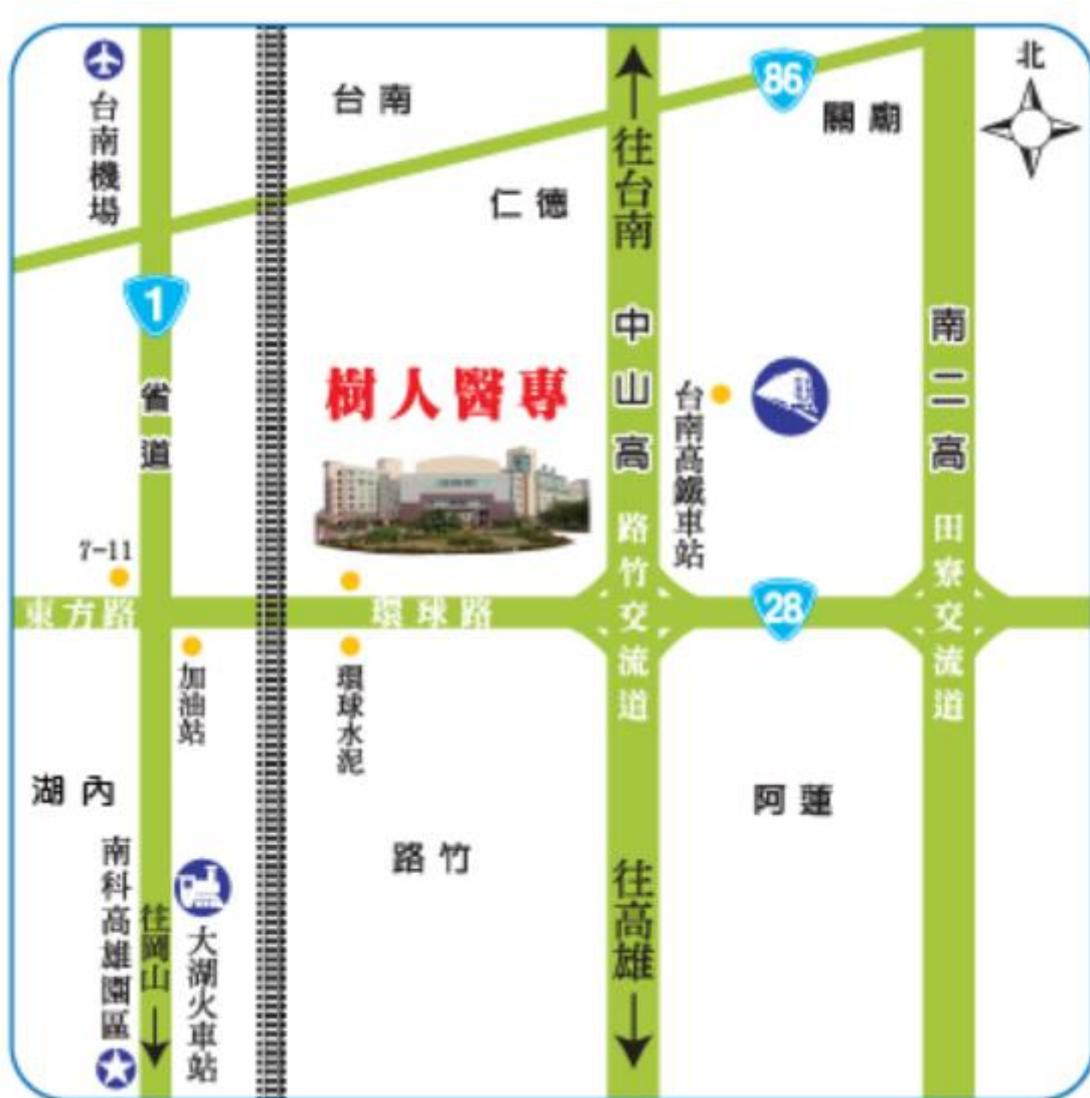 北
台南機場
台南
86
關廟
往台南
仁德
1
省道
中山高
南二高
樹人醫專
台南高鐵車站
7-11
路竹交流道
田寮交流道
東方路
環球路
28
加油站
環球水泥
湖內
阿蓮
路竹
南科高雄園區
往岡山
大湖火車站
往高雄